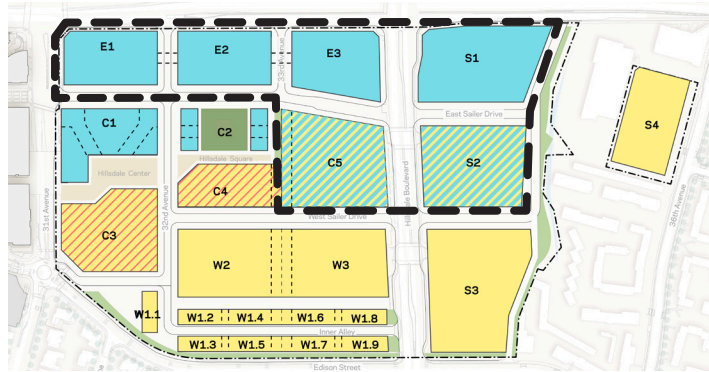 E1
E2
E3
S1
33rd Avenue
East Sailer Drive
C1
C2
S4
Hillsdale Square
C5
S2
Hillsdale Center
C4
31st Avenue
32nd Avenue
Hillsdale Boulevard
36th Avenue
C3
West Sailer Drive
W2
W3
S3
W1.1
W1.2
W1.4
W1.6
W1.8
Inner Alley
W1.3
W1.5
W1.7
W1.9
Edison Street